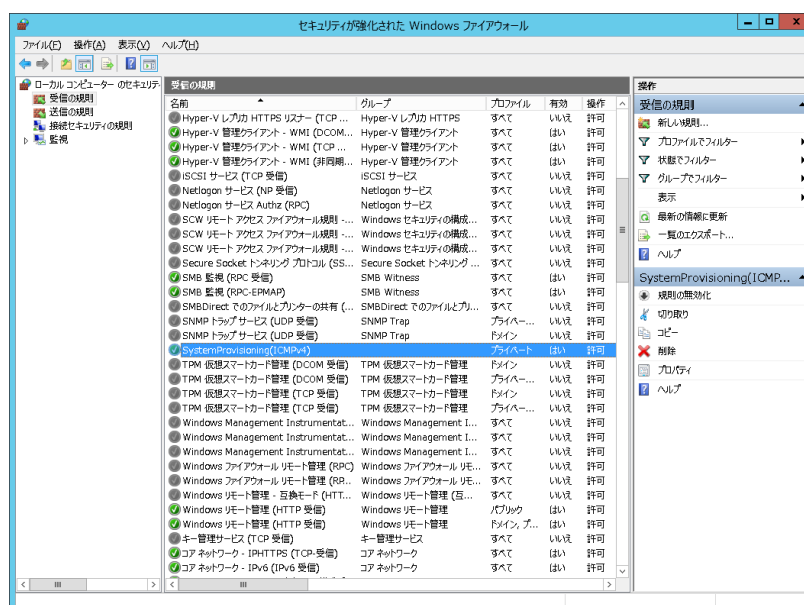 セキュリティが強化された Windows ファイアウォール
ファイル(F) 操作(A) 表示(V) ヘルプ(H)
ローカル コンピューター のセキュリテ
受信の規則
送信の規則
接続セキュリティの規則
監視
受信の規則
名前 グループ プロファイル 有効 操作
Hyper-V レプリカ HTTPS リスナー (TCP ... Hyper-V レプリカ HTTPS すべて いいえ 許可
Hyper-V 管理クライアント - WMI (DCOM... Hyper-V 管理クライアント すべて はい 許可
Hyper-V 管理クライアント - WMI (TCP ... Hyper-V 管理クライアント すべて はい 許可
Hyper-V 管理クライアント - WMI (非同期... Hyper-V 管理クライアント すべて はい 許可
iSCSI サービス (TCP 受信) iSCSI サービス すべて いいえ 許可
Netlogon サービス (NP 受信) Netlogon サービス すべて いいえ 許可
Netlogon サービス Authz (RPC) Netlogon サービス すべて いいえ 許可
SCW リモート アクセス ファイアウォール規則 -... Windows セキュリティの構成... すべて いいえ 許可
SCW リモート アクセス ファイアウォール規則 -... Windows セキュリティの構成... すべて いいえ 許可
SCW リモート アクセス ファイアウォール規則 -... Windows セキュリティの構成... すべて いいえ 許可
Secure Socket トンネリング プロトコル (SS... Secure Socket トンネリング ... すべて いいえ 許可
SMB 監視 (RPC 受信) SMB Witness すべて はい 許可
SMB 監視 (RPC-EPMAP) SMB Witness すべて はい 許可
SMBDirect でのファイルとプリンターの共有 (... SMBDirect でのファイルとプリ... すべて いいえ 許可
SNMP トラップ サービス (UDP 受信) SNMP Trap プライベー... いいえ 許可
SNMP トラップ サービス (UDP 受信) SNMP Trap ドメイン いいえ 許可
SystemProvisioning(ICMPv4) プライベート はい 許可
TPM 仮想スマートカード管理 (DCOM 受信) TPM 仮想スマートカード管理 ドメイン いいえ 許可
TPM 仮想スマートカード管理 (DCOM 受信) TPM 仮想スマートカード管理 プライベー... いいえ 許可
TPM 仮想スマートカード管理 (TCP 受信) TPM 仮想スマートカード管理 ドメイン いいえ 許可
TPM 仮想スマートカード管理 (TCP 受信) TPM 仮想スマートカード管理 プライベー... いいえ 許可
Windows Management Instrumentat... Windows Management I... すべて いいえ 許可
Windows Management Instrumentat... Windows Management I... すべて いいえ 許可
Windows Management Instrumentat... Windows Management I... すべて いいえ 許可
Windows ファイアウォール リモート管理 (RPC) Windows ファイアウォール リモ... すべて いいえ 許可
Windows ファイアウォール リモート管理 (RP... Windows ファイアウォール リモ... すべて いいえ 許可
Windows リモート管理 - 互換モード (HTT... Windows リモート管理 (互... すべて いいえ 許可
Windows リモート管理 (HTTP 受信) Windows リモート管理 パブリック はい 許可
Windows リモート管理 (HTTP 受信) Windows リモート管理 ドメイン, プ... はい 許可
キー管理サービス (TCP 受信) キー管理サービス すべて いいえ 許可
コア ネットワーク - IPHTTPS (TCP-受信) コア ネットワーク すべて はい 許可
コア ネットワーク - IPv6 (IPv6 受信) コア ネットワーク すべて はい 許可
操作
受信の規則
新しい規則...
プロファイルでフィルター
状態でフィルター
グループでフィルター
表示
最新の情報に更新
一覧のエクスポート...
ヘルプ
SystemProvisioning(ICMP...
規則の無効化
切り取り
コピー
削除
プロパティ
ヘルプ